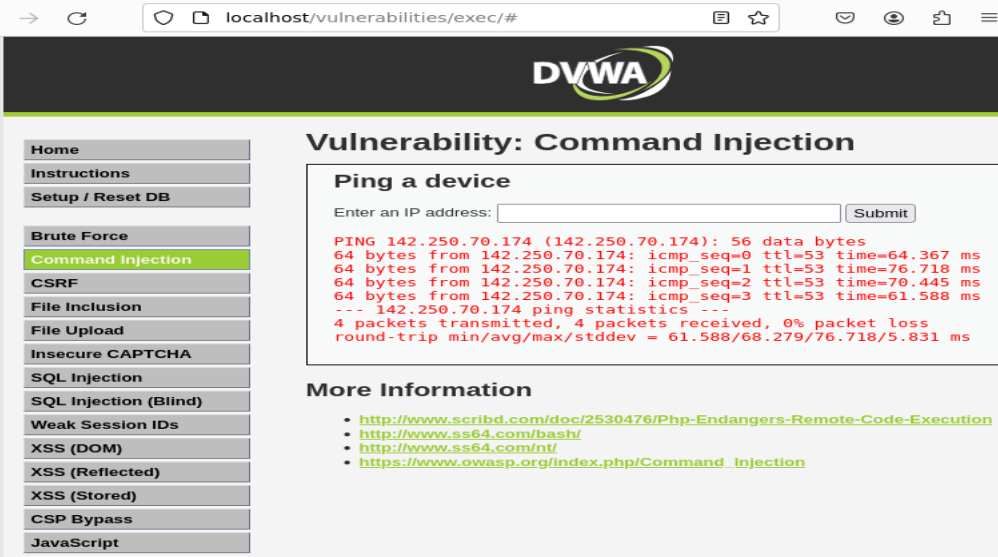 localhost/vulnerabilities/exec/#
DVWA
Home
Instructions
Setup / Reset DB
Brute Force
Command Injection
CSRF
File Inclusion
File Upload
Insecure CAPTCHA
SQL Injection
SQL Injection (Blind)
Weak Session IDs
XSS (DOM)
XSS (Reflected)
XSS (Stored)
CSP Bypass
JavaScript
Vulnerability: Command Injection
Ping a device
Enter an IP address: Submit
PING 142.250.70.174 (142.250.70.174): 56 data bytes
64 bytes from 142.250.70.174: icmp_seq=0 ttl=53 time=64.367 ms
64 bytes from 142.250.70.174: icmp_seq=1 ttl=53 time=76.718 ms
64 bytes from 142.250.70.174: icmp_seq=2 ttl=53 time=70.445 ms
64 bytes from 142.250.70.174: icmp_seq=3 ttl=53 time=61.588 ms
--- 142.250.70.174 ping statistics ---
4 packets transmitted, 4 packets received, 0% packet loss
round-trip min/avg/max/stddev = 61.588/68.279/76.718/5.831 ms
More Information
http://www.scribd.com/doc/2530476/Php-Endangers-Remote-Code-Execution
http://www.ss64.com/bash/
http://www.ss64.com/nt/
https://www.owasp.org/index.php/Command_Injection